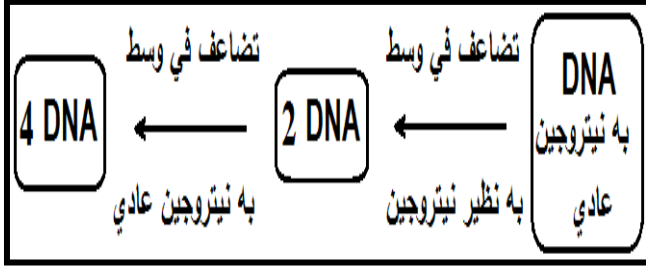 DNA
به نيتروجين
عادي
تضاعف في وسط
به نظير نيتروجين
2 DNA
تضاعف في وسط
به نيتروجين عادي
4 DNA